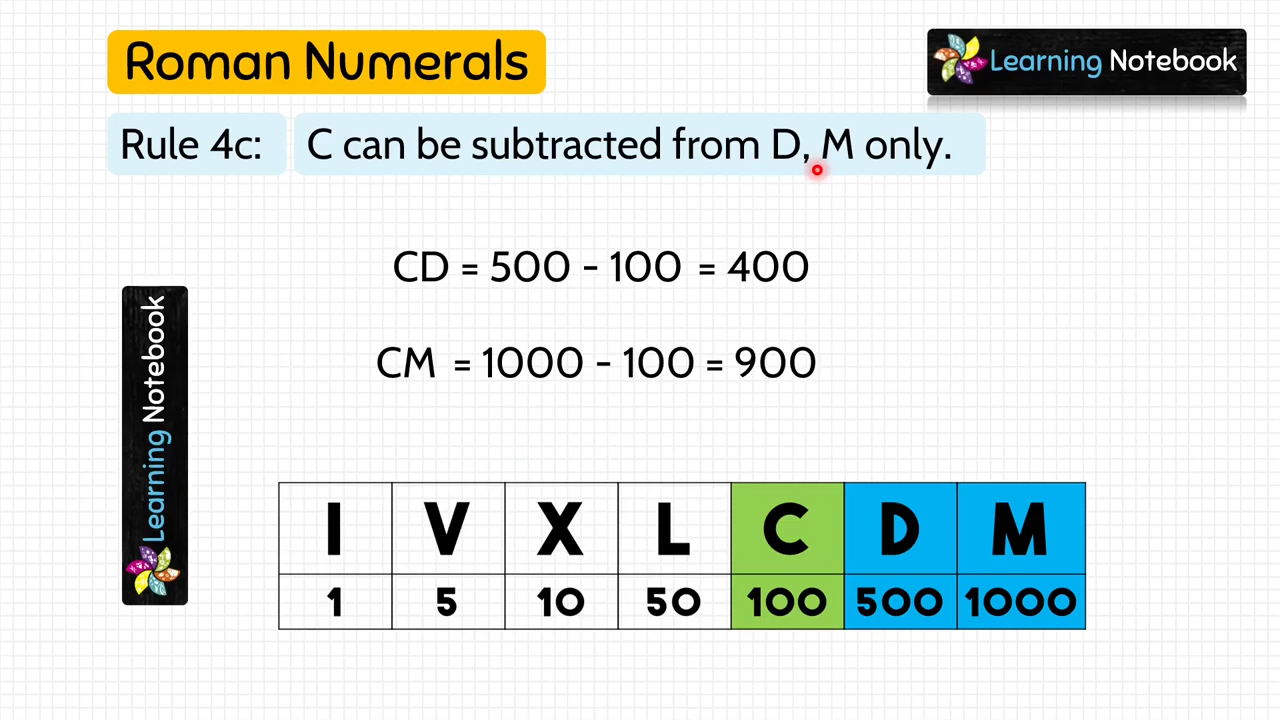 Roman Numerals
Learning Notebook
Rule 4c: C can be subtracted from D, M only.
CD = 500 - 100 = 400
CM = 1000 - 100 = 900
Learning Notebook
I V X L C D M
1 5 10 50 100 500 1000